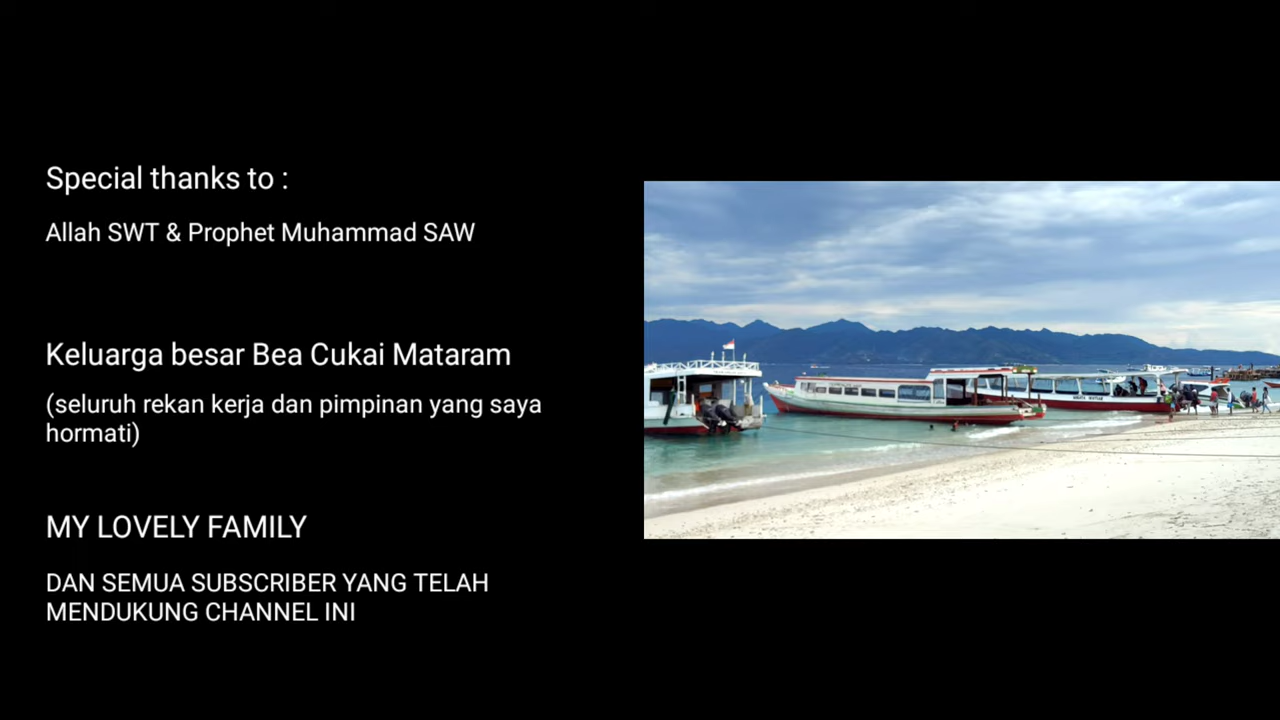 Special thanks to :
Allah SWT & Prophet Muhammad SAW
Keluarga besar Bea Cukai Mataram
(seluruh rekan kerja dan pimpinan yang saya
hormati)
MY LOVELY FAMILY
DAN SEMUA SUBSCRIBER YANG TELAH
MENDUKUNG CHANNEL INI